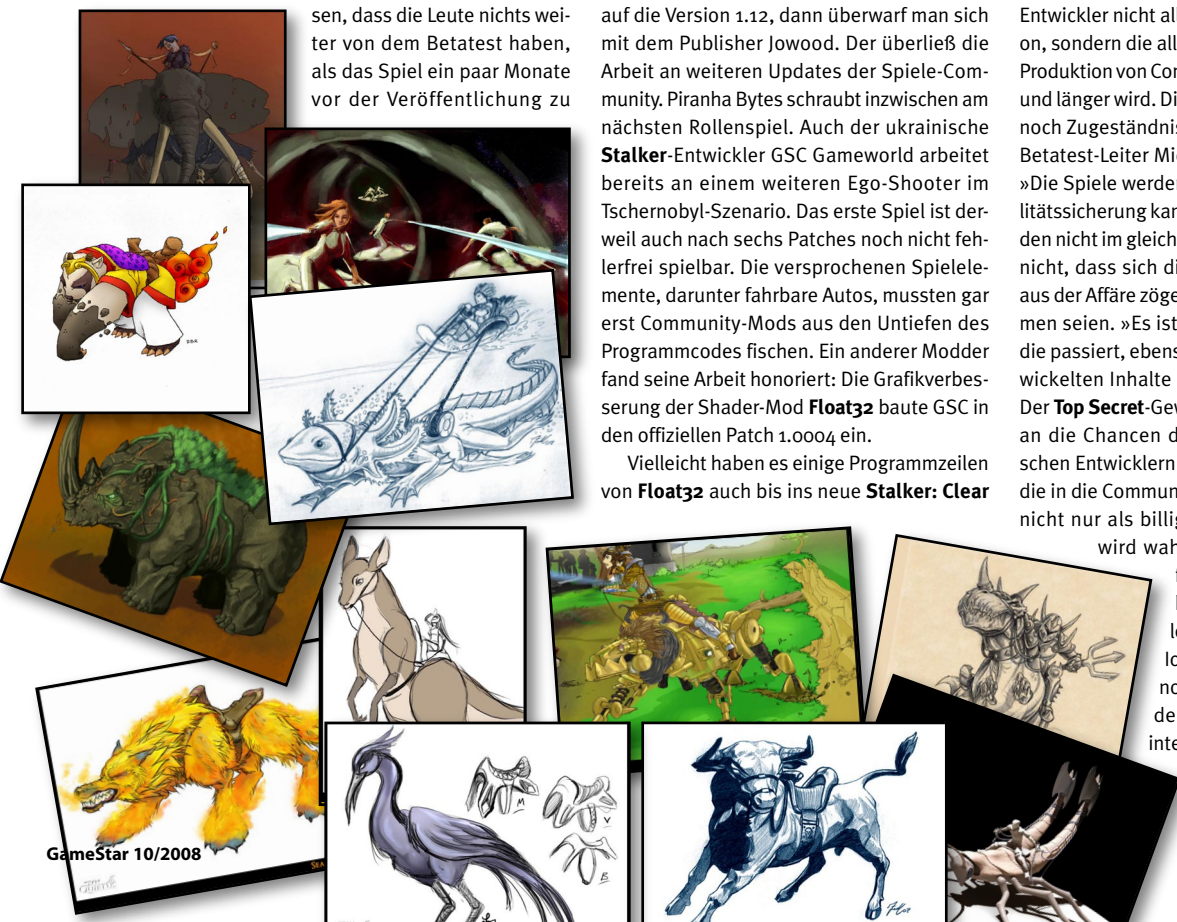 sen, dass die Leute nichts wei-
ter von dem Betatest haben,
als das Spiel ein paar Monate
vor der Veröffentlichung zu
auf die Version 1.12, dann überwarf man sich
mit dem Publisher Jowood. Der überließ die
Arbeit an weiteren Updates der Spiele-Com-
munity. Piranha Bytes schraubt inzwischen am
nächsten Rollenspiel. Auch der ukrainische
Stalker-Entwickler GSC Gameworld arbeitet
bereits an einem weiteren Ego-Shooter im
Tschernobyl-Szenario. Das erste Spiel ist der-
weil auch nach sechs Patches noch nicht feh-
lerfrei spielbar. Die versprochenen Spielele-
mente, darunter fahrbare Autos, mussten gar
erst Community-Mods aus den Untiefen des
Programmcodes fischen. Ein anderer Modder
fand seine Arbeit honoriert: Die Grafikverbes-
serung der Shader-Mod Float32 baute GSC in
den offiziellen Patch 1.0004 ein.
Vielleicht haben es einige Programmzeilen
von Float32 auch bis ins neue Stalker: Clear
Entwickler nicht all
on, sondern die all
Produktion von Con
und länger wird. Di
noch Zugeständnis
Betatest-Leiter Mic
»Die Spiele werden
litätssicherung kan
den nicht im gleich
nicht, dass sich di
aus der Affäre zöge
men seien. »Es ist
die passiert, ebens
wickelten Inhalte
Der Top Secret-Gew
an die Chancen d
schen Entwicklern
die in die Commun
nicht nur als billig
wird wah
no
de
inte
M
V
B
GameStar 10/2008